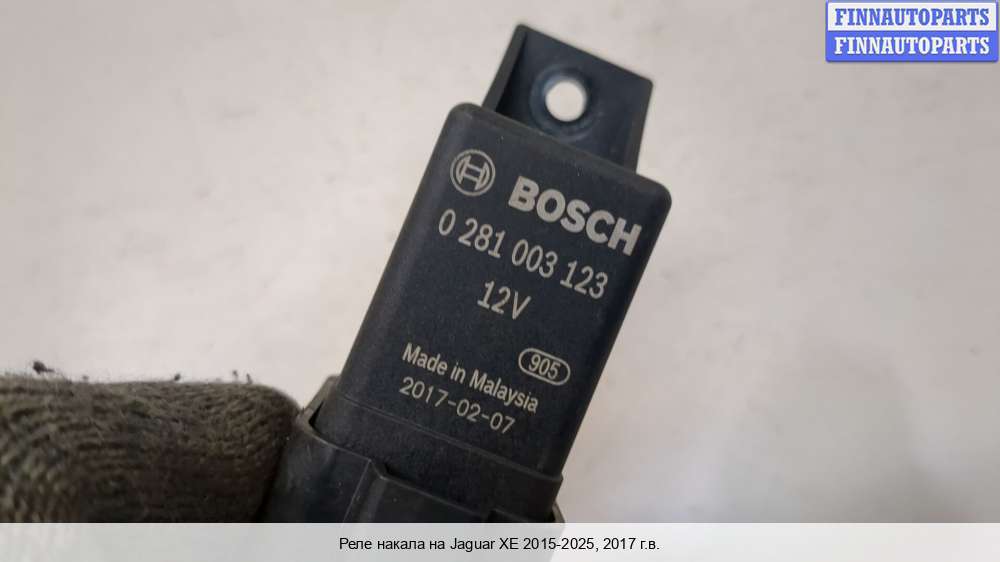 FINNAUTOPARTS
FINNAUTOPARTS
BOSCH
0 281 003 123
12V
905
Made in Malaysia
2017-02-07
Реле накала на Jaguar XE 2015-2025, 2017 г.в.